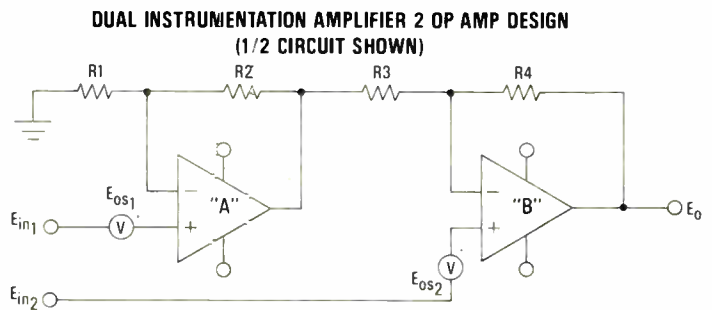 DUAL INSTRUMENTATION AMPLIFIER 2 OP AMP DESIGN
(1/2 CIRCUIT SHOWN)
R1 R2 R3 R4
Eos1 "A" "B"
Ein1 V Eo
Eos2 V
Ein2